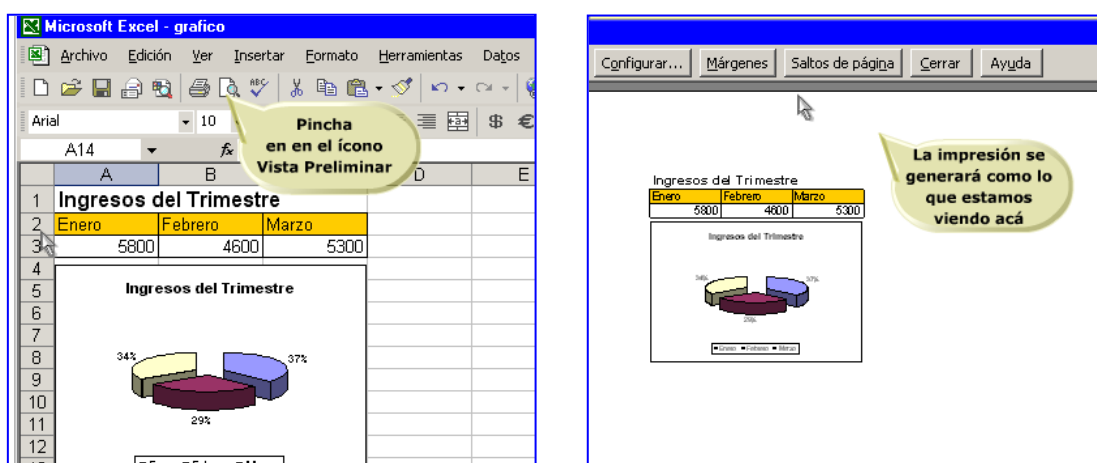 Microsoft Excel - grafico
Archivo Edición Ver Insertar Formato Herramientas Datos
ABC
Arial 10 $ €
Pincha
en en el ícono
Vista Preliminar
A14 fx
A B D E
1 Ingresos del Trimestre
2 Enero Febrero Marzo
3 5800 4600 5300
4
5 Ingresos del Trimestre
6
7
8 34% 37%
9
10
11 29%
12
Configurar... Márgenes Saltos de página Cerrar Ayuda
La impresión se
generará como lo
que estamos
viendo acá
Ingresos del Trimestre
Enero Febrero Marzo
5800 4600 5300
Ingresos del Trimestre
34% 37%
29%
Enero Febrero Marzo